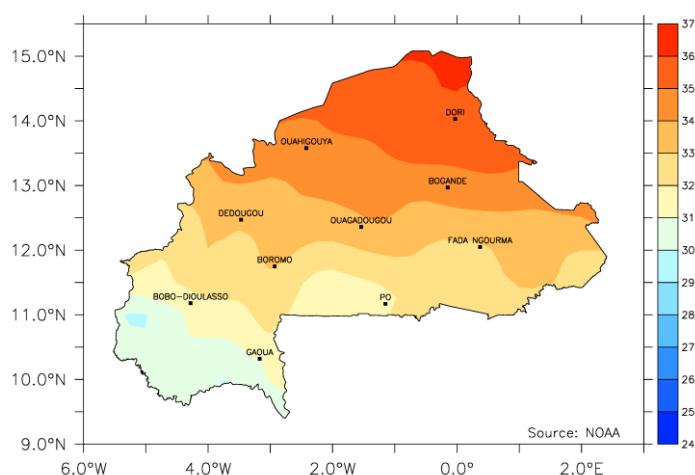 15.0°N
14.0°N
13.0°N
12.0°N
11.0°N
10.0°N
9.0°N
6.0°W
4.0°W
2.0°W
0.0°
2.0°E
DORI
OUAHIGOUYA
BOGANDE
DEDOUGOU
OUAGADOUGOU
FADA NGOURMA
BOROMO
BOBO-DIOULASSO
PO
GAOUA
Source: NOAA
37
36
35
34
33
32
31
30
29
28
27
26
25
24